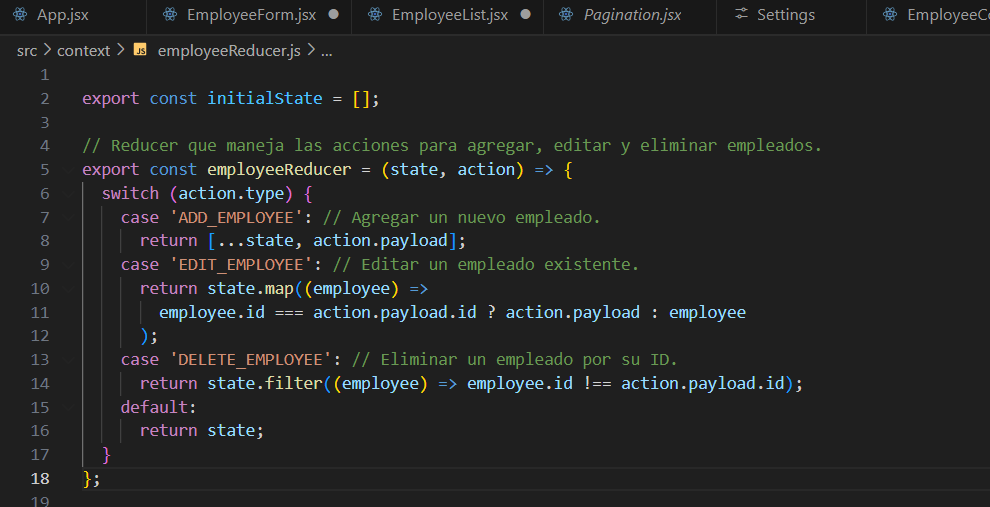 App.jsx EmployeeForm.jsx EmployeeList.jsx Pagination.jsx Settings
src > context > JS employeeReducer.js > ...
1
2 export const initialState = [];
3
4 // Reducer que maneja las acciones para agregar, editar y eliminar empleados.
5 export const employeeReducer = (state, action) => {
6 switch (action.type) {
7 case 'ADD_EMPLOYEE': // Agregar un nuevo empleado.
8 return [...state, action.payload];
9 case 'EDIT_EMPLOYEE': // Editar un empleado existente.
10 return state.map((employee) =>
11 employee.id === action.payload.id ? action.payload : employee
12 );
13 case 'DELETE_EMPLOYEE': // Eliminar un empleado por su ID.
14 return state.filter((employee) => employee.id !== action.payload.id);
15 default:
16 return state;
17 }
18 };
19